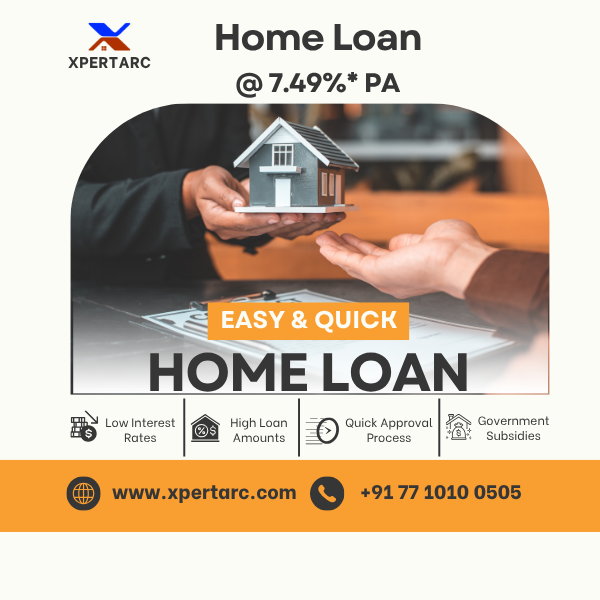 XPERTARC
Home Loan
@ 7.49%* PA
EASY & QUICK
HOME LOAN
Low Interest
Rates
High Loan
Amounts
Quick Approval
Process
Government
Subsidies
www.xpertarc.com
+91 77 1010 0505